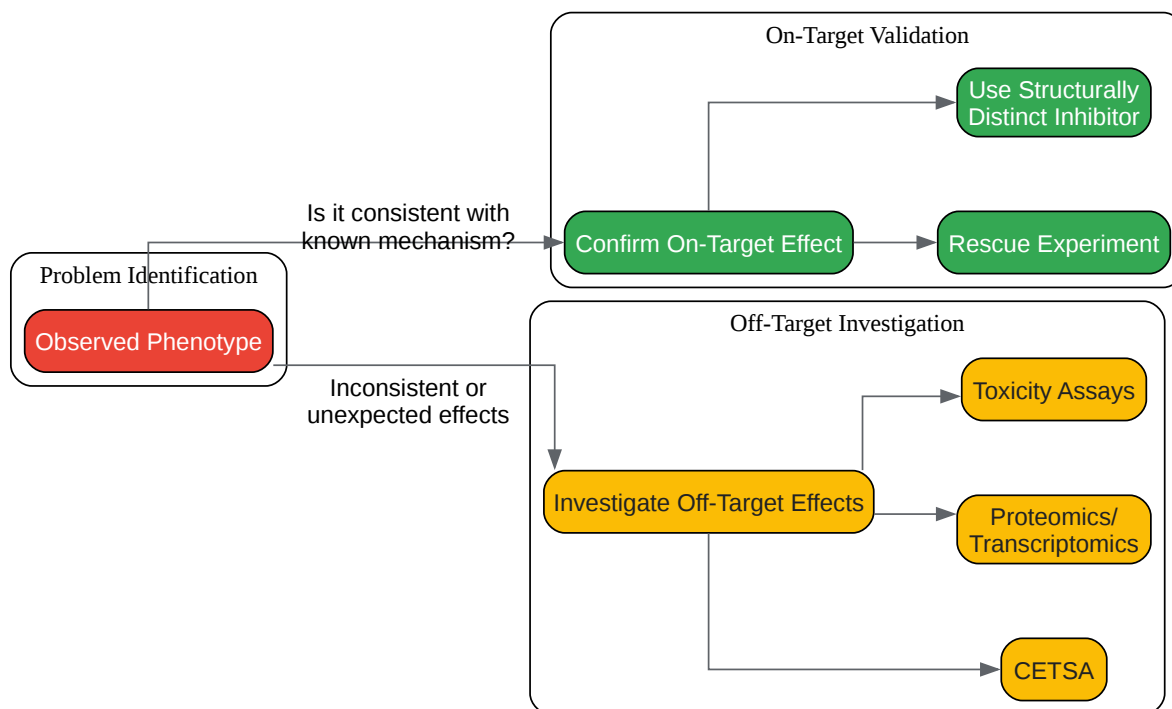 On-Target Validation
Use Structurally
Distinct Inhibitor
Is it consistent with
known mechanism?
Confirm On-Target Effect
Rescue Experiment
Problem Identification
Observed Phenotype
Off-Target Investigation
Inconsistent or
unexpected effects
Toxicity Assays
Investigate Off-Target Effects
Proteomics/
Transcriptomics
CETSA